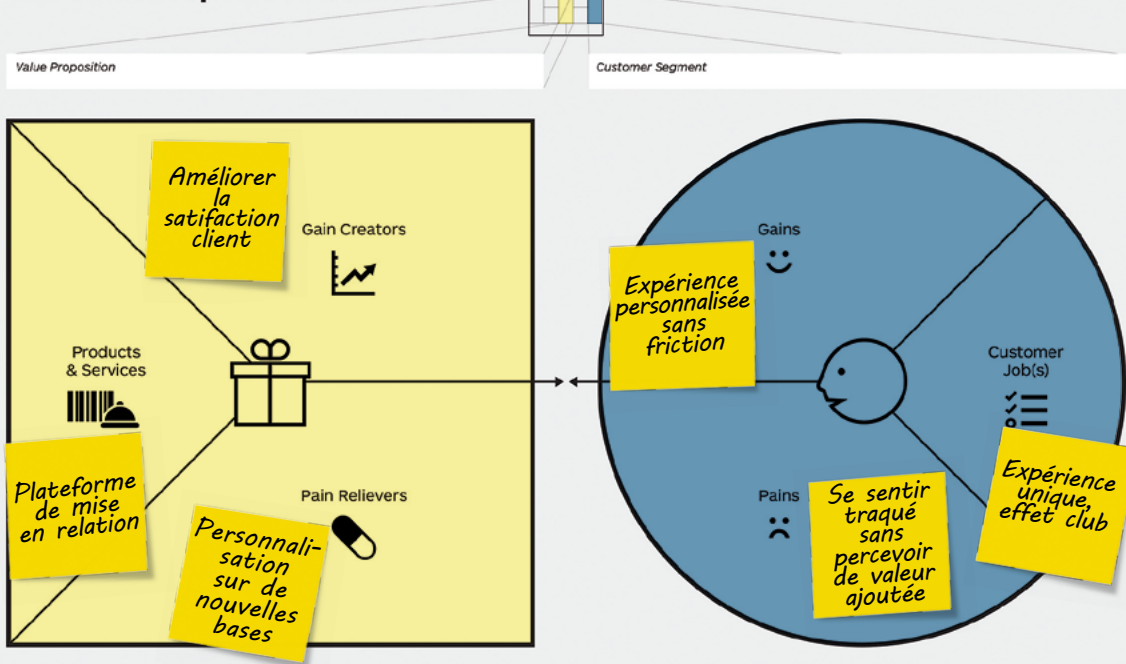 Value Proposition
Customer Segment
Améliorer
la
satifaction
client
Gain Creators
Products
& Services
Plateforme
de mise
en relation
Pain Relievers
Personnali-
sation
sur de
nouvelles
bases
Gains
Expérience
personnalisée
sans
friction
Customer
Job(s)
Expérience
unique,
effet club
Pains
Se sentir
traqué
sans
percevoir
de valeur
ajoutée